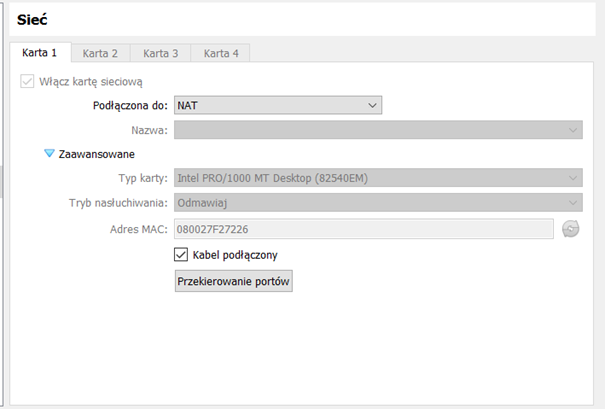 Sieć
Karta 1 Karta 2 Karta 3 Karta 4
Włącz kartę sieciową
Podłączona do: NAT
Nazwa:
Zaawansowane
Typ karty: Intel PRO/1000 MT Desktop (82540EM)
Tryb nasłuchiwania: Odmawiaj
Adres MAC: 080027F27226
Kabel podłączony
Przekierowanie portów